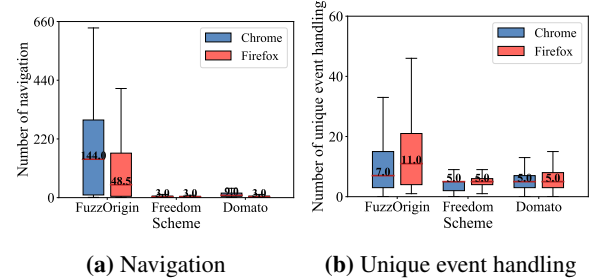 660
440
220
0
Number of navigation
Chrome
Firefox
144.0
48.5
3.0
3.0
3.0
FuzzOrigin Freedom Domato
Scheme
(a) Navigation
60
40
20
0
Number of unique event handling
Chrome
Firefox
7.0
11.0
5.0
5.0
5.0
5.0
FuzzOrigin Freedom Domato
Scheme
(b) Unique event handling